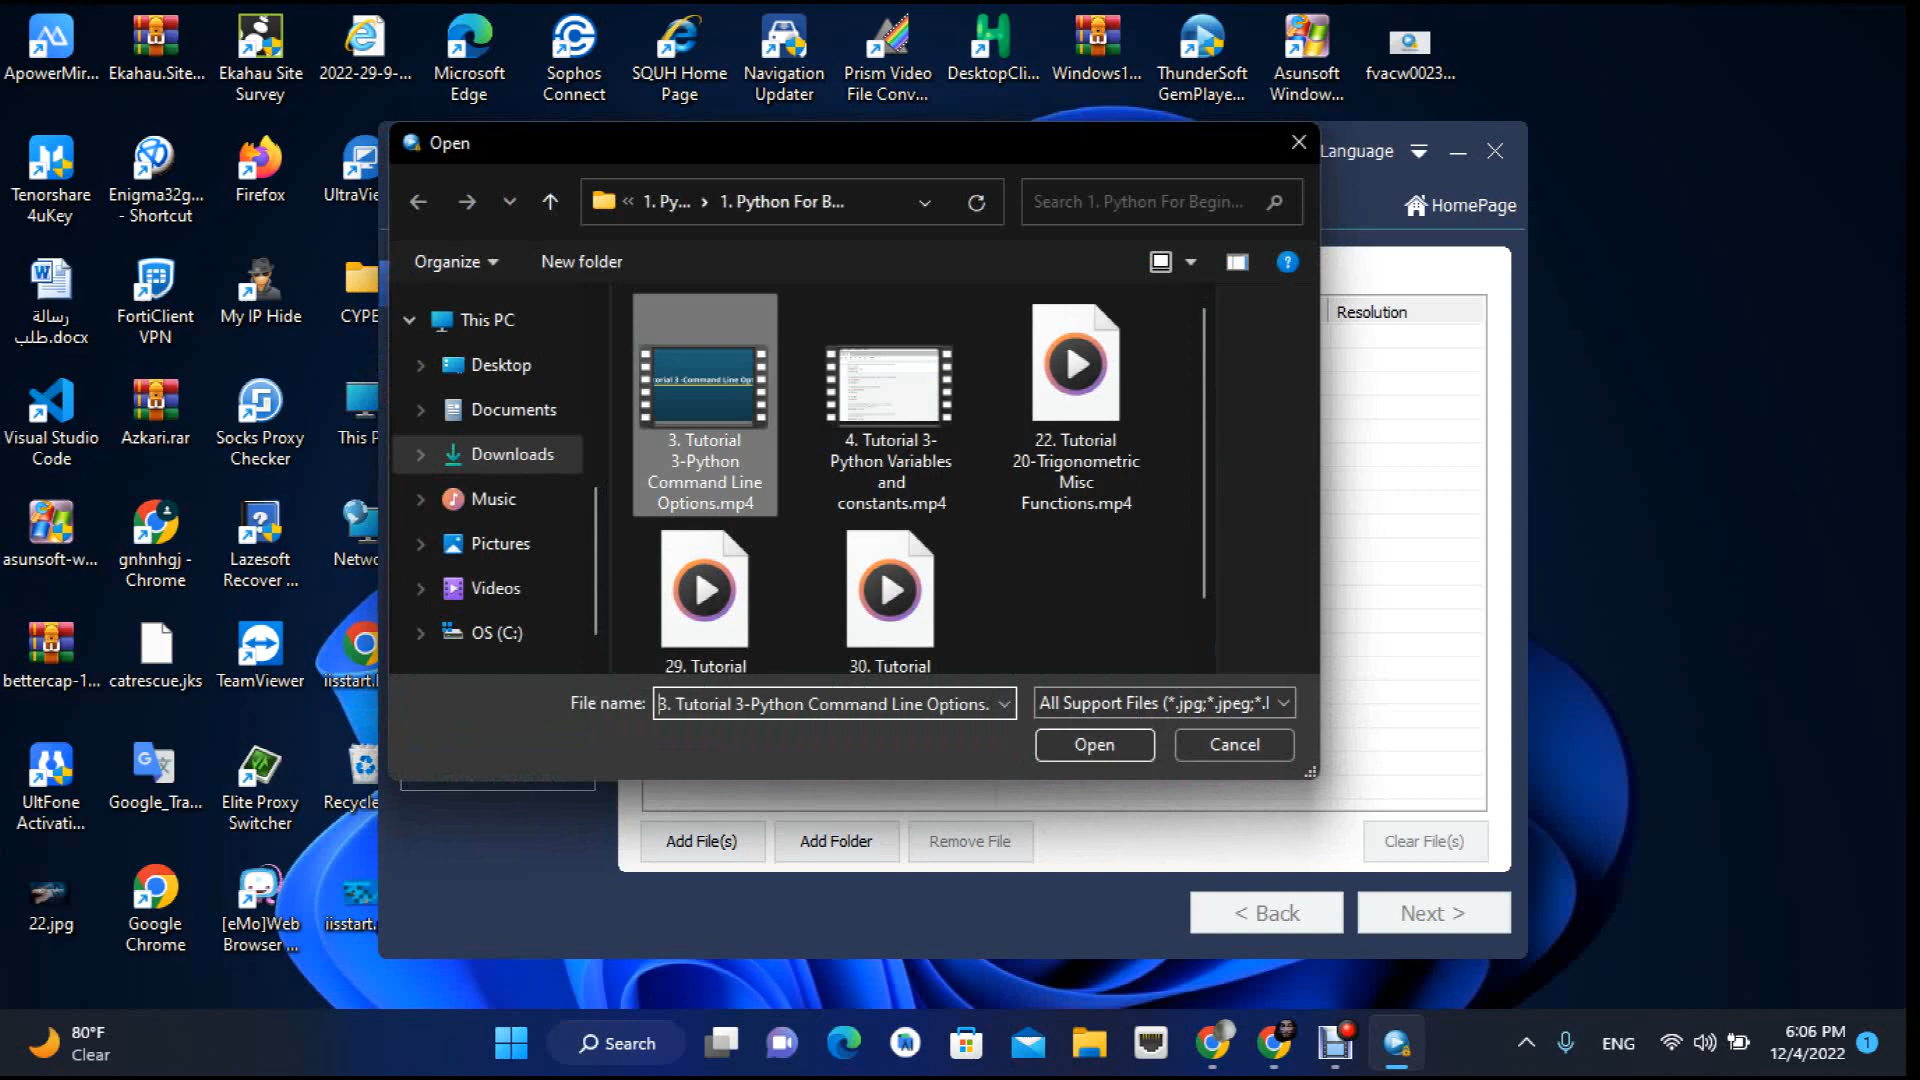 ApowerMir...
Ekahau.Site...
Ekahau Site
Survey
2022-29-9-...
Microsoft
Edge
Sophos
Connect
SQUH Home
Page
Navigation
Updater
Prism Video
File Conv...
DesktopCli...
Windows1...
ThunderSoft
GemPlaye...
Asunsoft
Window...
fvacw0023...
Tenorshare
4uKey
Enigma32g...
- Shortcut
Firefox
UltraVie
رسالة
طلب.docx
FortiClient
VPN
My IP Hide
CYPE
Visual Studio
Code
Azkari.rar
Socks Proxy
Checker
This P
asunsoft-w...
gnhnhgj -
Chrome
Lazesoft
Recover ...
Netwo
bettercap-1...
catrescue.jks
TeamViewer
iisstart.
UltFone
Activati...
Google_Tra...
Elite Proxy
Switcher
Recycle
22.jpg
Google
Chrome
[eMo]Web
Browser ...
iisstart.
Open
1. Py... › 1. Python For B...
Search 1. Python For Begin...
Organize
New folder
This PC
Desktop
Documents
Downloads
Music
Pictures
Videos
OS (C:)
orial 3 -Command Line Opt
3. Tutorial
3-Python
Command Line
Options.mp4
4. Tutorial 3-
Python Variables
and
constants.mp4
22. Tutorial
20-Trigonometric
Misc
Functions.mp4
29. Tutorial
30. Tutorial
File name:
3. Tutorial 3-Python Command Line Options.
All Support Files (*.jpg;*.jpeg;*.l
Open
Cancel
Language
HomePage
Resolution
Add File(s)
Add Folder
Remove File
Clear File(s)
< Back
Next >
80°F
Clear
Search
ENG
6:06 PM
12/4/2022
1